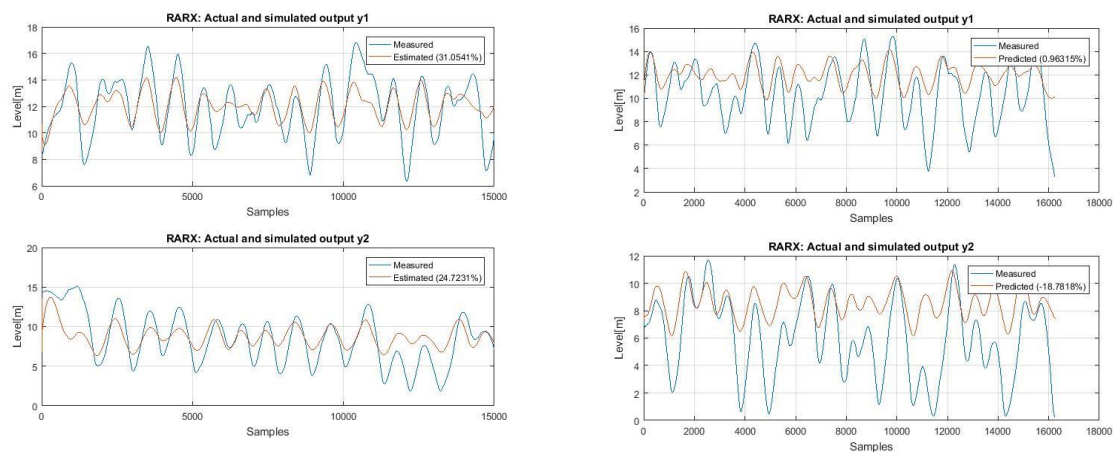 RARX: Actual and simulated output y1
Level[m]
18
16
14
12
10
8
6
0
5000
10000
15000
Samples
Measured
Estimated (31.0541%)
RARX: Actual and simulated output y2
Level[m]
20
15
10
5
0
0
5000
10000
15000
Samples
Measured
Estimated (24.7231%)
RARX: Actual and simulated output y1
Level[m]
16
14
12
10
8
6
4
2
0
2000
4000
6000
8000
10000
12000
14000
16000
18000
Samples
Measured
Predicted (0.96315%)
RARX: Actual and simulated output y2
Level[m]
12
10
8
6
4
2
0
0
2000
4000
6000
8000
10000
12000
14000
16000
18000
Samples
Measured
Predicted (-18.7818%)